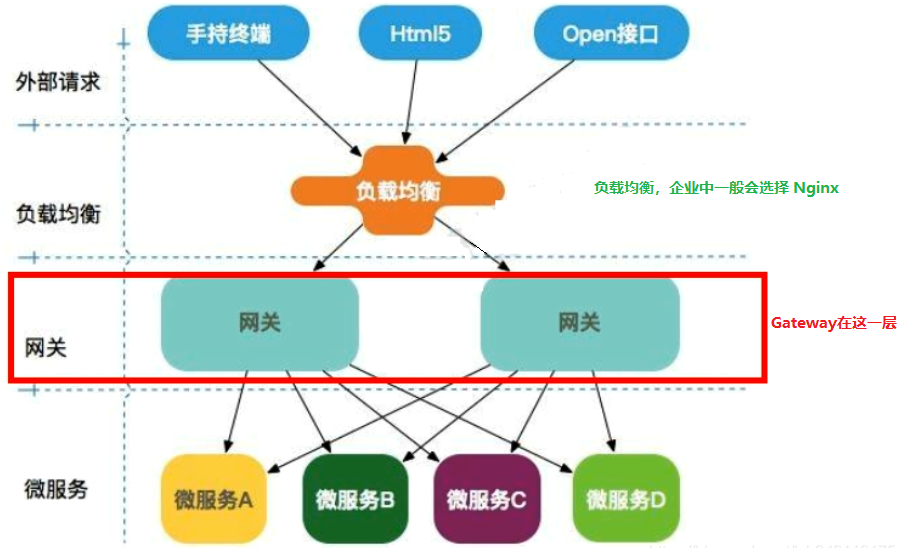 手持终端
Html5
Open接口
外部请求
负载均衡
负载均衡，企业中一般会选择 Nginx
负载均衡
网关
网关
Gateway在这一层
网关
微服务
微服务A
微服务B
微服务C
微服务D